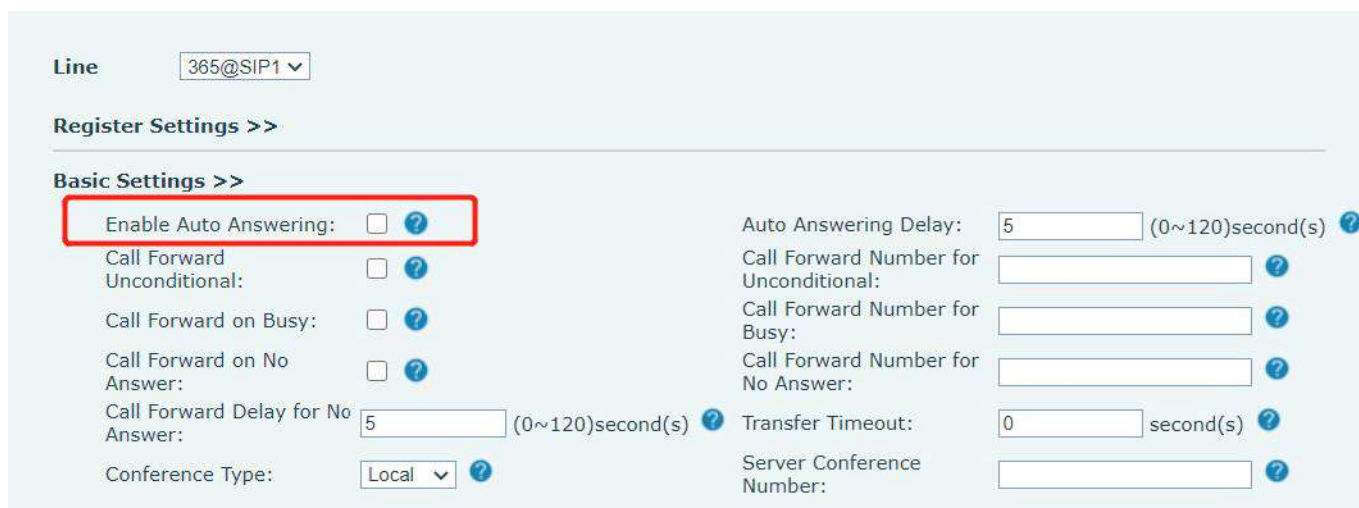 Line 365@SIP1
Register Settings >>
Basic Settings >>
Enable Auto Answering: ? Auto Answering Delay: 5 (0~120)second(s) ?
Call Forward
Unconditional: ? Call Forward Number for
Unconditional: ?
Call Forward on Busy: ? Call Forward Number for
Busy: ?
Call Forward on No
Answer: ? Call Forward Number for
No Answer: ?
Call Forward Delay for No
Answer: 5 (0~120)second(s) ? Transfer Timeout: 0 second(s) ?
Conference Type: Local ? Server Conference
Number: ?